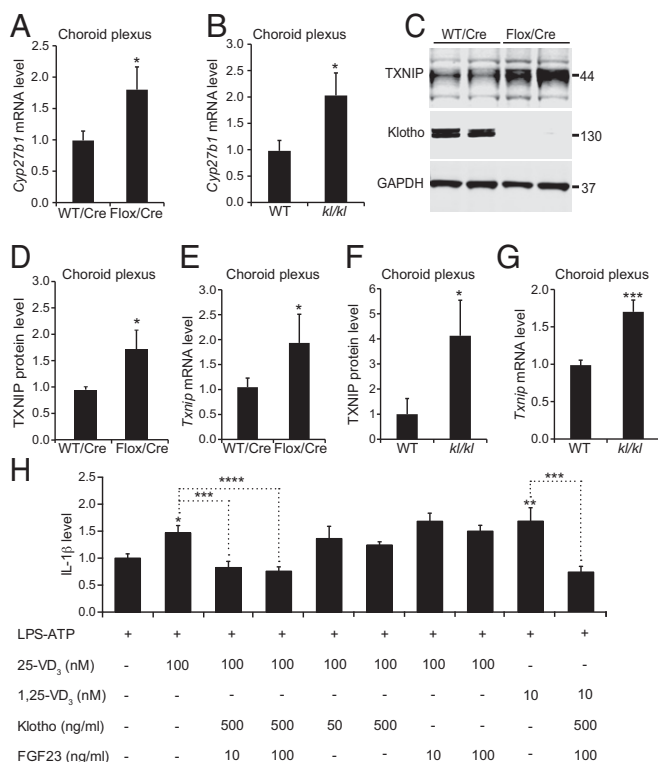 A
Choroid plexus
Cyp27b1 mRNA level
2.5
2.0
1.5
1.0
0.5
0.0
*
WT/Cre Flox/Cre
B
Choroid plexus
Cyp27b1 mRNA level
3.0
2.5
2.0
1.5
1.0
0.5
0.0
*
WT kl/kl
C
WT/Cre Flox/Cre
TXNIP 44
Klotho 130
GAPDH 37
D
Choroid plexus
TXNIP protein level
3.0
2.5
2.0
1.5
1.0
0.5
0.0
*
WT/Cre Flox/Cre
E
Choroid plexus
Txnip mRNA level
3.0
2.5
2.0
1.5
1.0
0.5
0.0
*
WT/Cre Flox/Cre
F
Choroid plexus
TXNIP protein level
6
5
4
3
2
1
0
*
WT kl/kl
G
Choroid plexus
Txnip mRNA level
2.0
1.5
1.0
0.5
0.0
***
WT kl/kl
H
IL-1β level
2.5
2.0
1.5
1.0
0.5
0.0
* *** **** ** ***
LPS-ATP + + + + + + + + + +
25-VD3 (nM) - 100 100 100 100 100 100 100 - -
1,25-VD3 (nM) - - - - - - - - 10 10
Klotho (ng/ml) - - 500 500 50 500 - - - 500
FGF23 (ng/ml) - - 10 100 - - 10 100 - 100